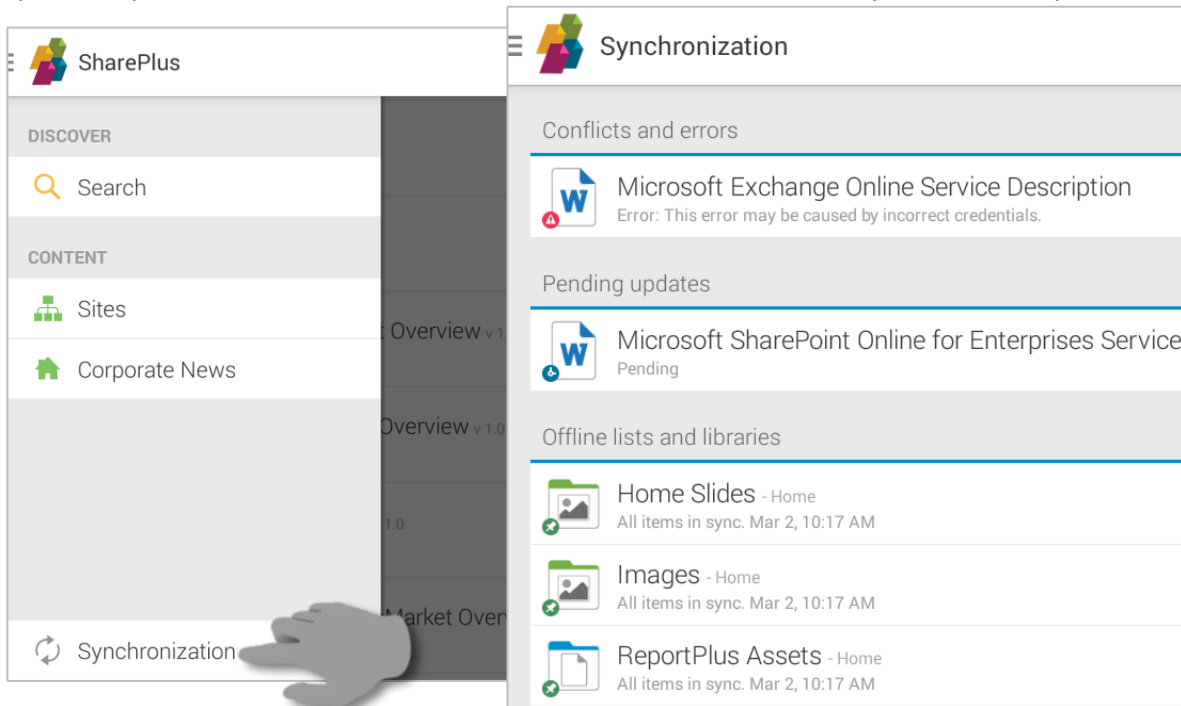 SharePlus
DISCOVER
Search
CONTENT
Sites
Corporate News
Synchronization
Overview v 1
Overview v 1.0
1.0
Market Over
Synchronization
Conflicts and errors
Microsoft Exchange Online Service Description
Error: This error may be caused by incorrect credentials.
Pending updates
Microsoft SharePoint Online for Enterprises Service
Pending
Offline lists and libraries
Home Slides - Home
All items in sync. Mar 2, 10:17 AM
Images - Home
All items in sync. Mar 2, 10:17 AM
ReportPlus Assets - Home
All items in sync. Mar 2, 10:17 AM